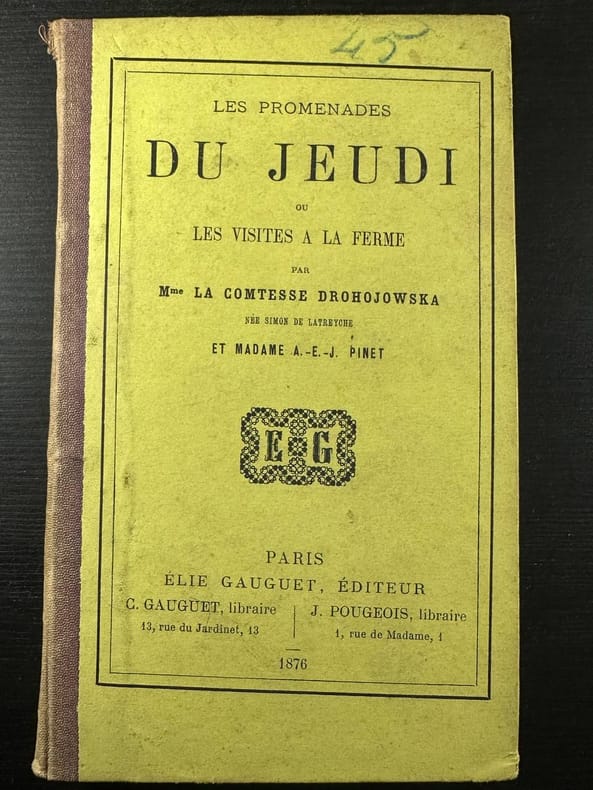 45
LES PROMENADES
DU JEUDI
OU
LES VISITES A LA FERME
PAR
Mme LA COMTESSE DROHOJOWSKA
NÉE SIMON DE LATREYCHE
ET MADAME A.-E.-J. PINET
E G
PARIS
ÉLIE GAUGUET, ÉDITEUR
C. GAUGUET, libraire | J. POUGEOIS, libraire
13, rue du Jardinet, 13 | 1, rue de Madame, 1
1876